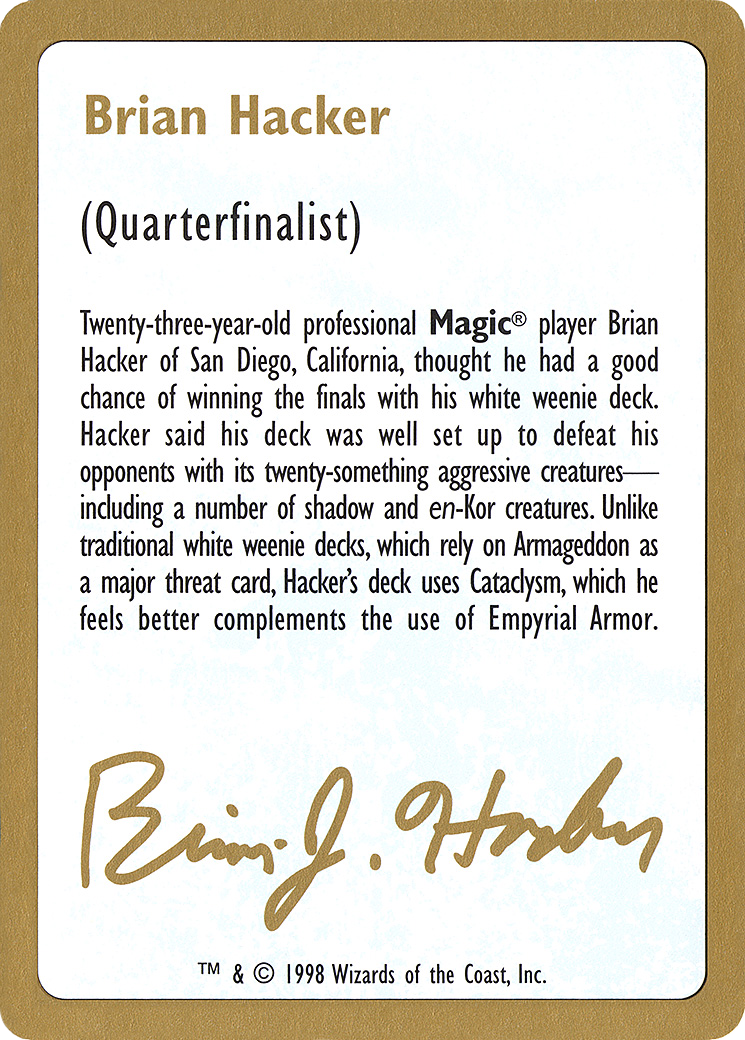 Brian Hacker
(Quarterfinalist)
Twenty-three-year-old professional Magic® player Brian
Hacker of San Diego, California, thought he had a good
chance of winning the finals with his white weenie deck.
Hacker said his deck was well set up to defeat his
opponents with its twenty-something aggressive creatures—
including a number of shadow and en-Kor creatures. Unlike
traditional white weenie decks, which rely on Armageddon as
a major threat card, Hacker's deck uses Cataclysm, which he
feels better complements the use of Empyrial Armor.
Brian J. Hacker
™ & © 1998 Wizards of the Coast, Inc.